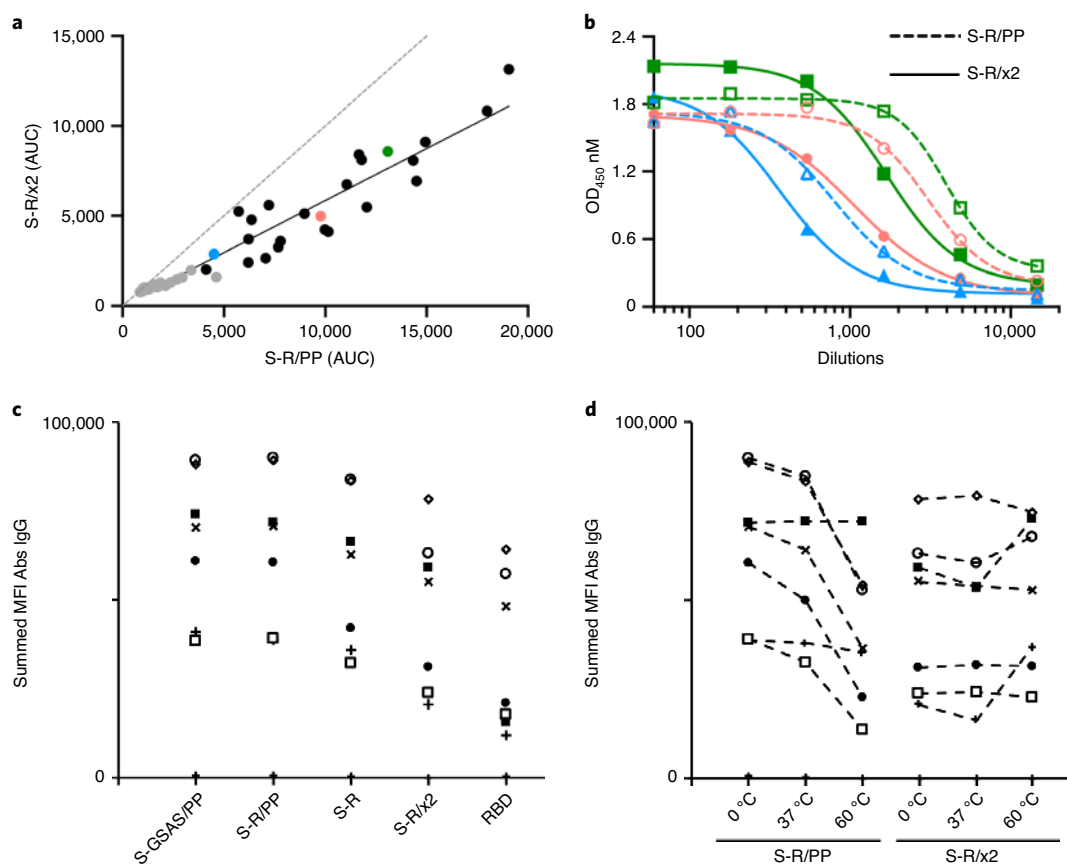 a
15,000
10,000
5,000
0
S-R/x2 (AUC)
0 5,000 10,000 15,000 20,000
S-R/PP (AUC)
b
2.4
1.8
1.2
0.6
0
OD450 nM
S-R/PP
S-R/x2
100 1,000 10,000
Dilutions
c
100,000
0
Summed MFI Abs IgG
S-GSAS/PP S-R/PP S-R S-R/x2 RBD
d
100,000
0
Summed MFI Abs IgG
0 °C 37 °C 60 °C 0 °C 37 °C 60 °C
S-R/PP S-R/x2